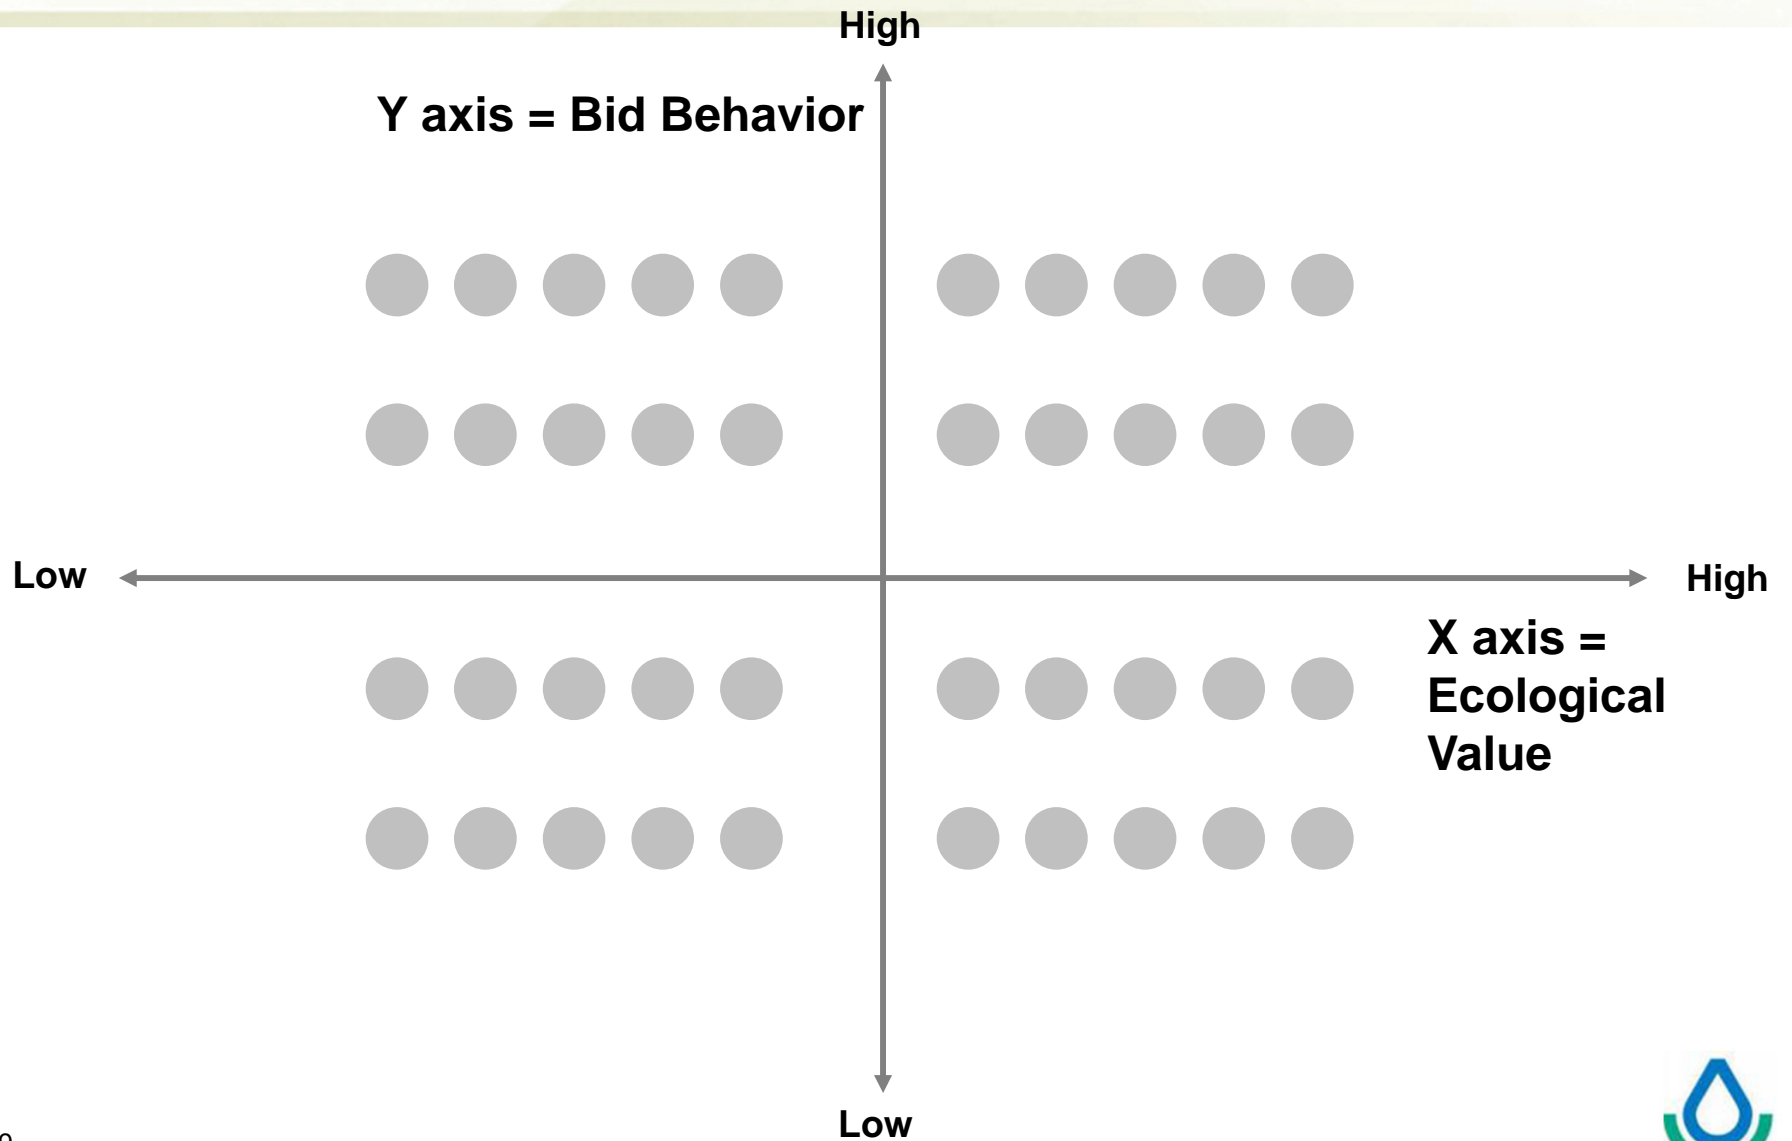 High
Y axis = Bid Behavior
Low
High
X axis =
Ecological
Value
Low